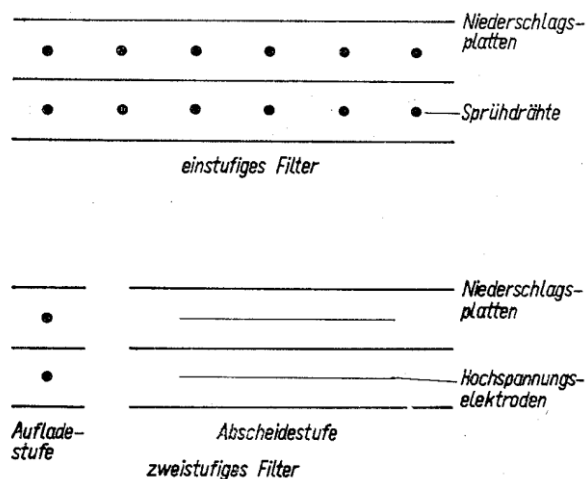 Niederschlags-
platten
Sprühdrähte
einstufiges Filter
Niederschlags-
platten
Hochspannungs-
elektroden
Auflade-
stufe
Abscheidestufe
zweistufiges Filter